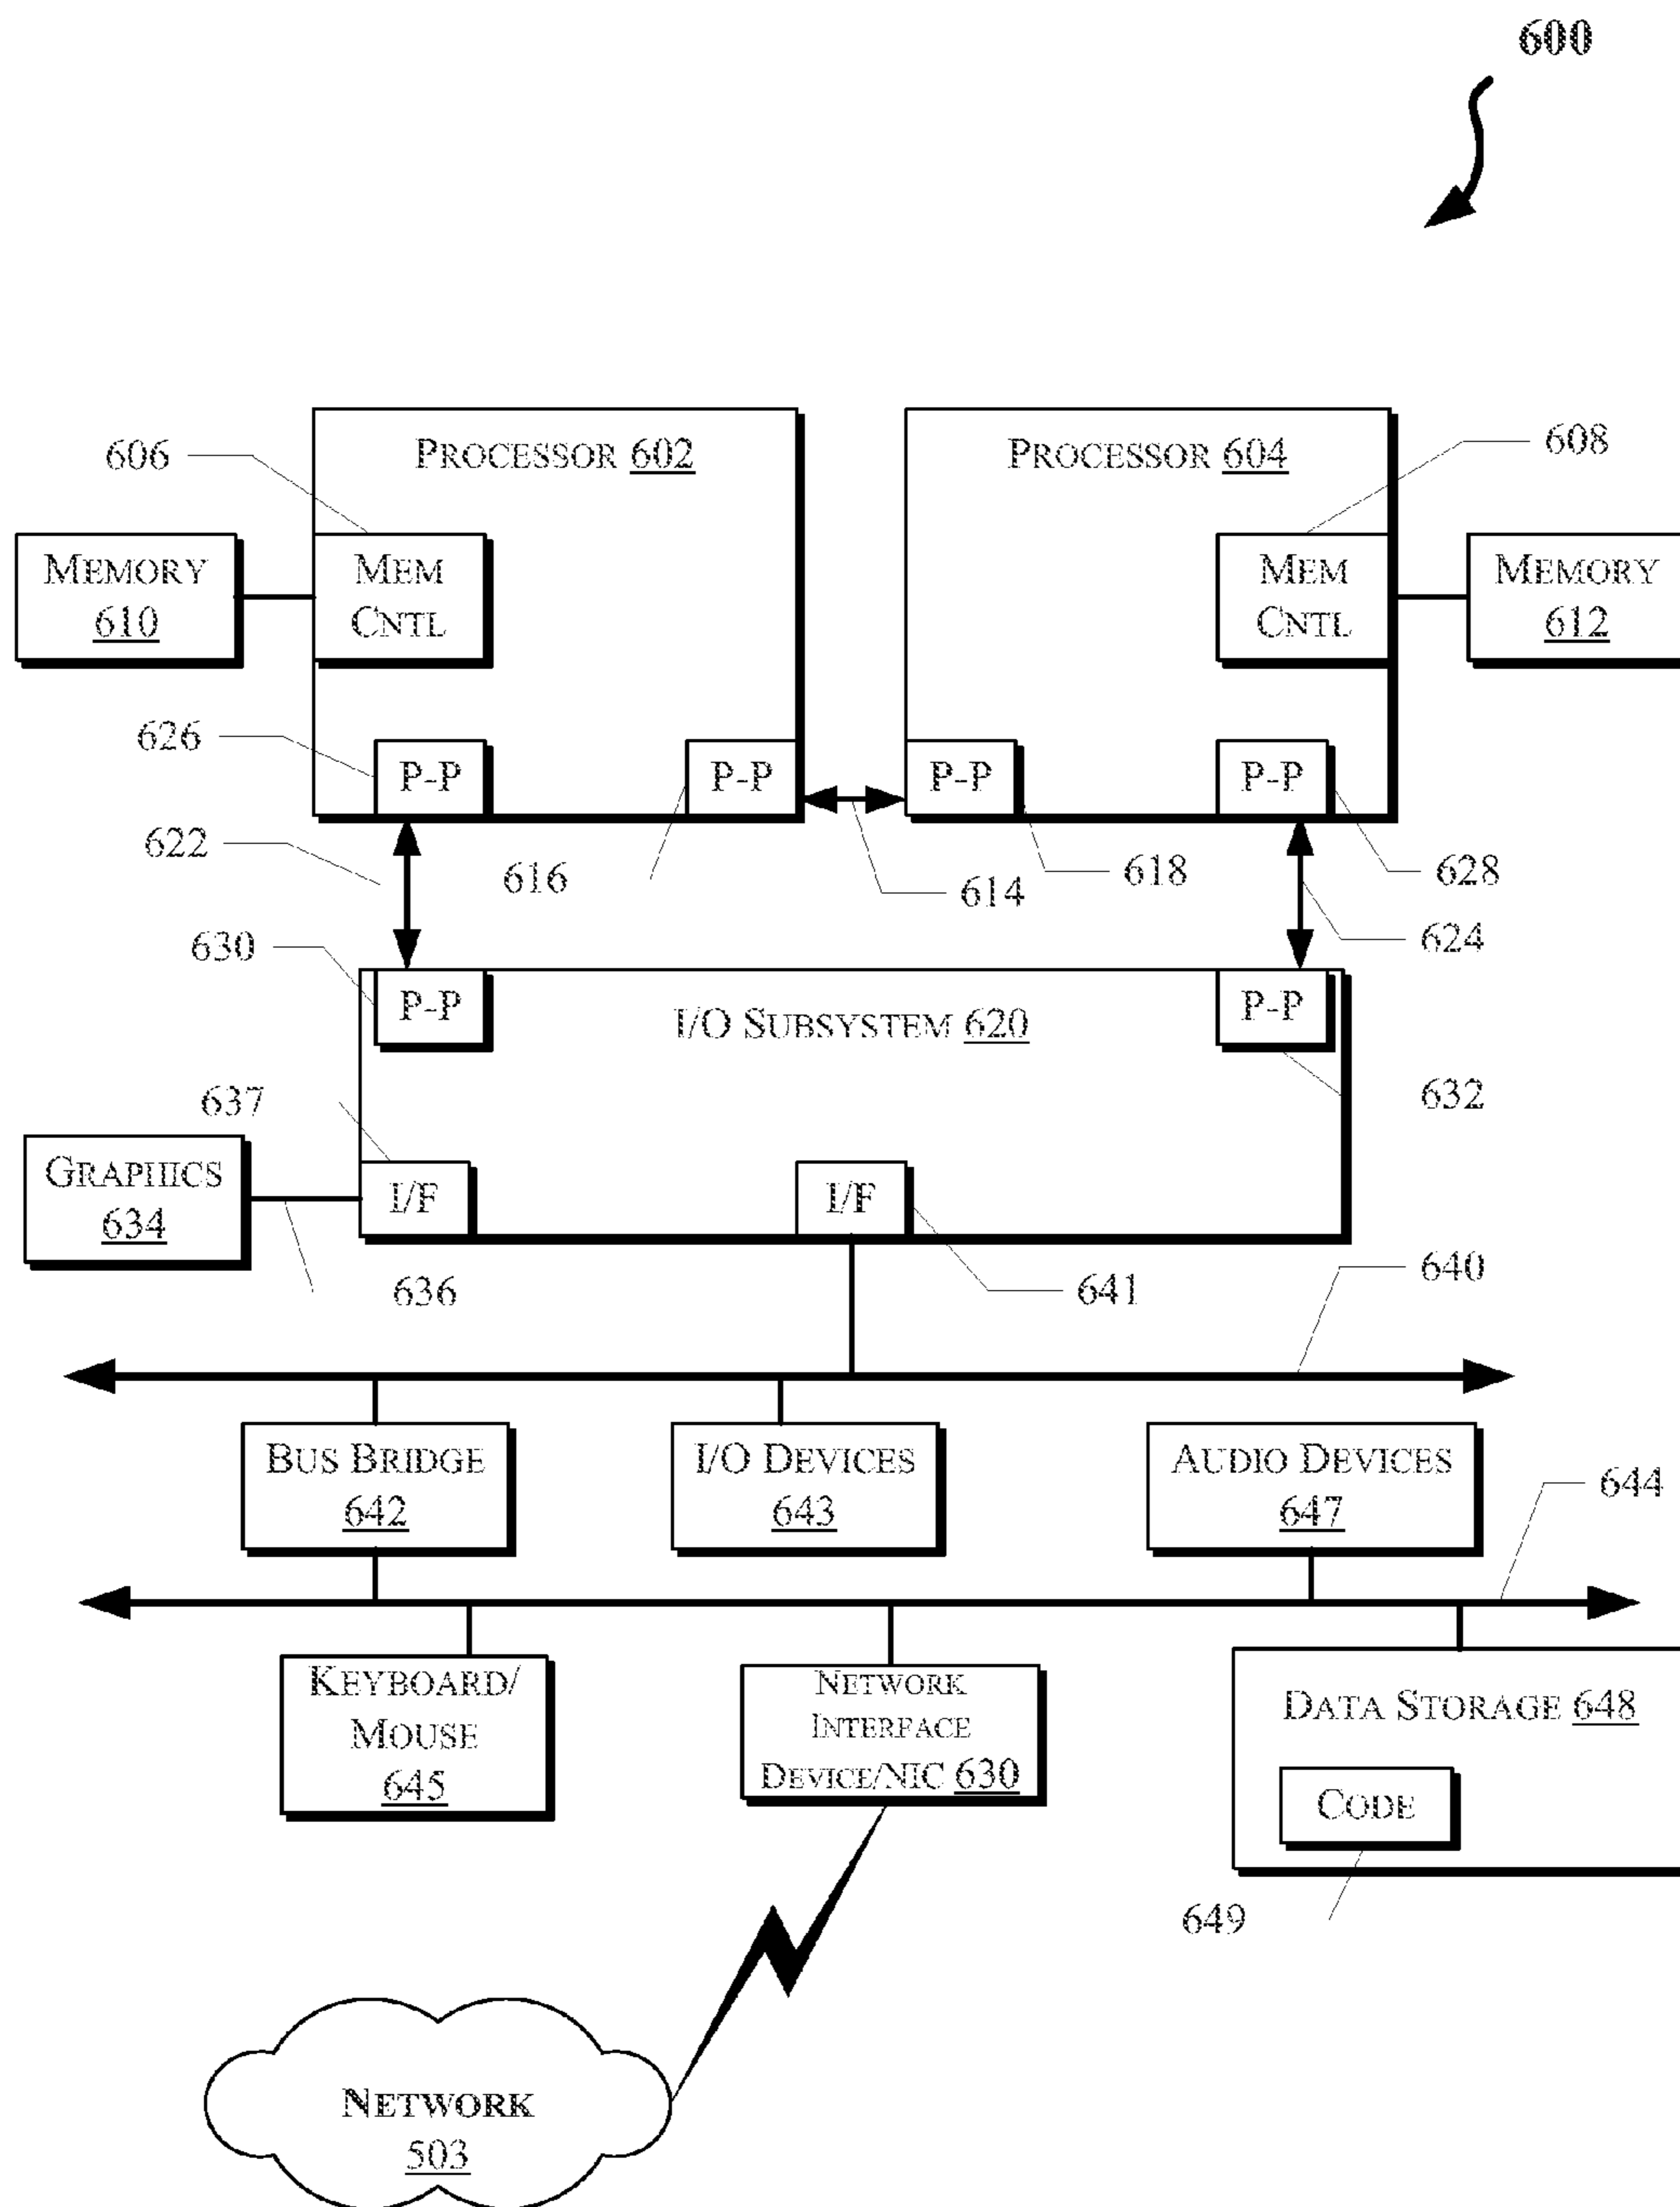 600
PROCESSOR 602
PROCESSOR 604
606
608
MEMORY
610
MEM
CNTL
MEM
CNTL
MEMORY
612
626
P-P
P-P
P-P
P-P
622
616
614
618
628
624
630
P-P
I/O SUBSYSTEM 620
P-P
632
637
GRAPHICS
634
I/F
I/F
636
641
640
BUS BRIDGE
642
I/O DEVICES
643
AUDIO DEVICES
647
644
KEYBOARD/
MOUSE
645
NETWORK
INTERFACE
DEVICE/NIC 630
DATA STORAGE 648
CODE
649
NETWORK
503